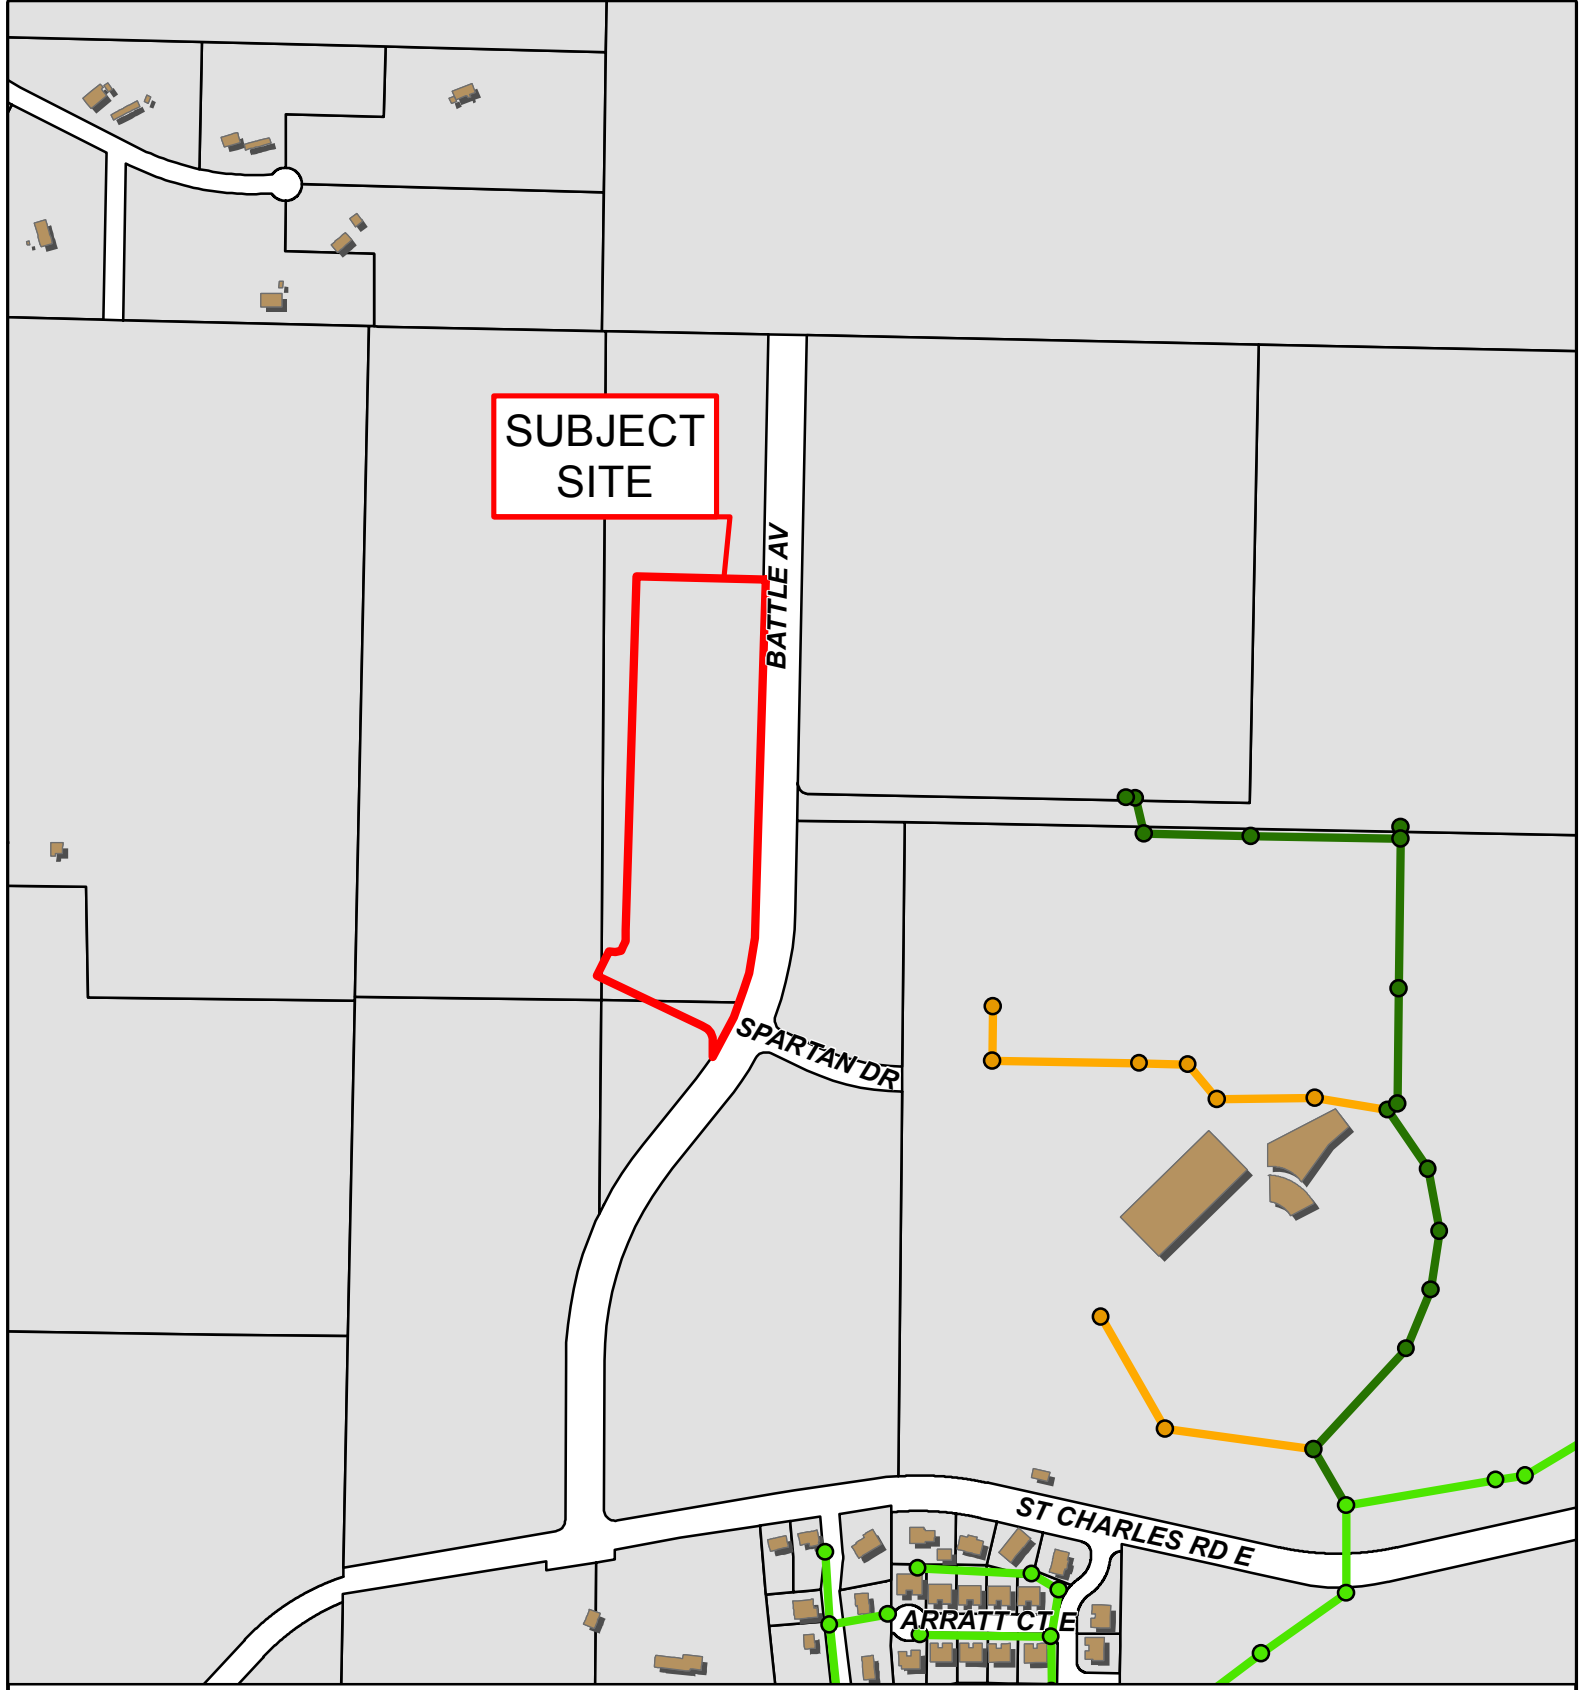 SUBJECT
SITE
BATTLE AV
SPARTAN DR
ST CHARLES RD E
ARRATT CT E